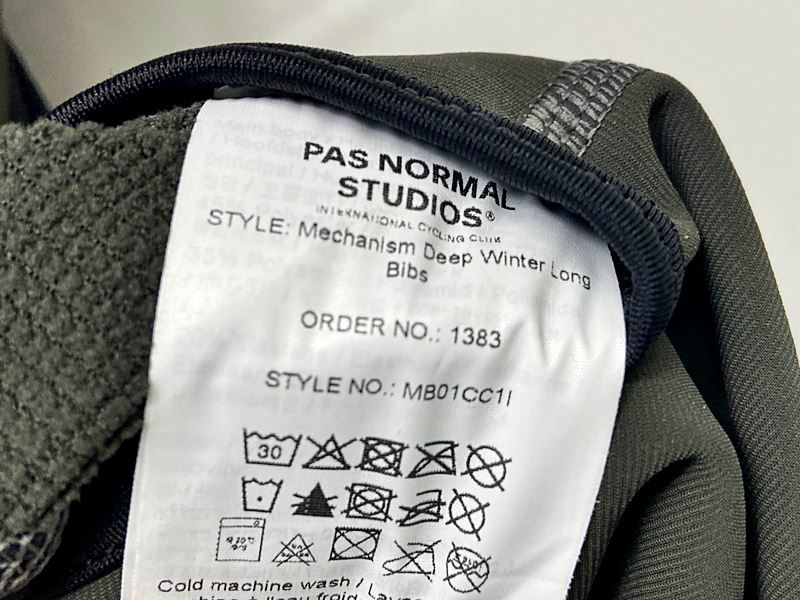 PAS NORMAL
STUDIOS®
INTERNATIONAL CYCLING CLUB
STYLE: Mechanism Deep Winter Long
Bibs
ORDER NO.: 1383
STYLE NO.: MB01CC1I
30
Cold machine wash /